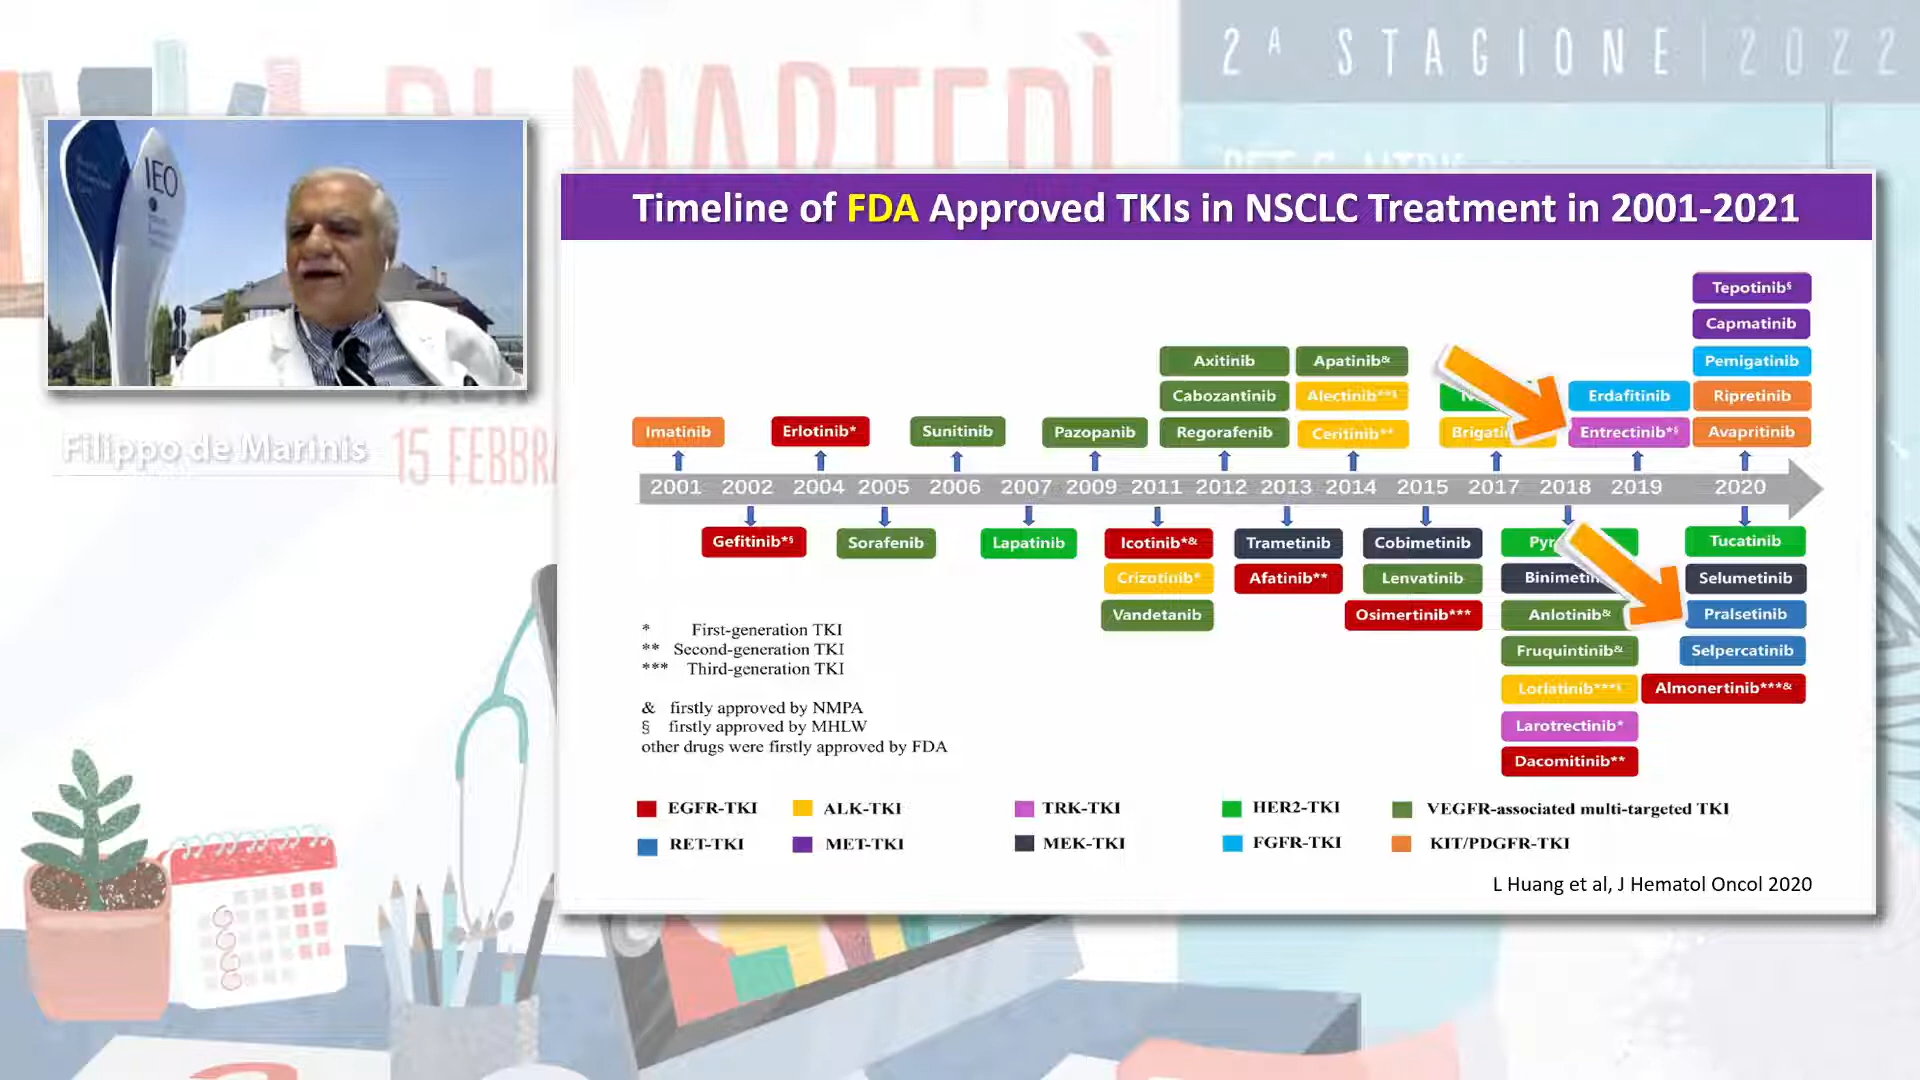 DI MARTEDÌ
2ª STAGIONE | 2022
IEO
Filippo de Marinis
15 FEBBRA
Timeline of FDA Approved TKIs in NSCLC Treatment in 2001-2021
Tepotinib§
Capmatinib
Axitinib
Apatinib&
Pemigatinib
Cabozantinib
Alectinib**§
Erdafitinib
Ripretinib
Imatinib
Erlotinib*
Sunitinib
Pazopanib
Regorafenib
Ceritinib**
Entrectinib*§
Avapritinib
2001 2002 2004 2005 2006 2007 2009 2011 2012 2013 2014 2015 2017 2018 2019 2020
Gefitinib*§
Sorafenib
Lapatinib
Icotinib*&
Trametinib
Cobimetinib
Tucatinib
Crizotinib*
Afatinib**
Lenvatinib
Binimetin
Selumetinib
Vandetanib
Osimertinib***
Anlotinib&
Pralsetinib
Fruquintinib&
Selpercatinib
Lorlatinib***§
Almonertinib***&
Larotrectinib*
Dacomitinib**
* First-generation TKI
** Second-generation TKI
*** Third-generation TKI
& firstly approved by NMPA
§ firstly approved by MHLW
other drugs were firstly approved by FDA
EGFR-TKI ALK-TKI TRK-TKI HER2-TKI VEGFR-associated multi-targeted TKI
RET-TKI MET-TKI MEK-TKI FGFR-TKI KIT/PDGFR-TKI
L Huang et al, J Hematol Oncol 2020